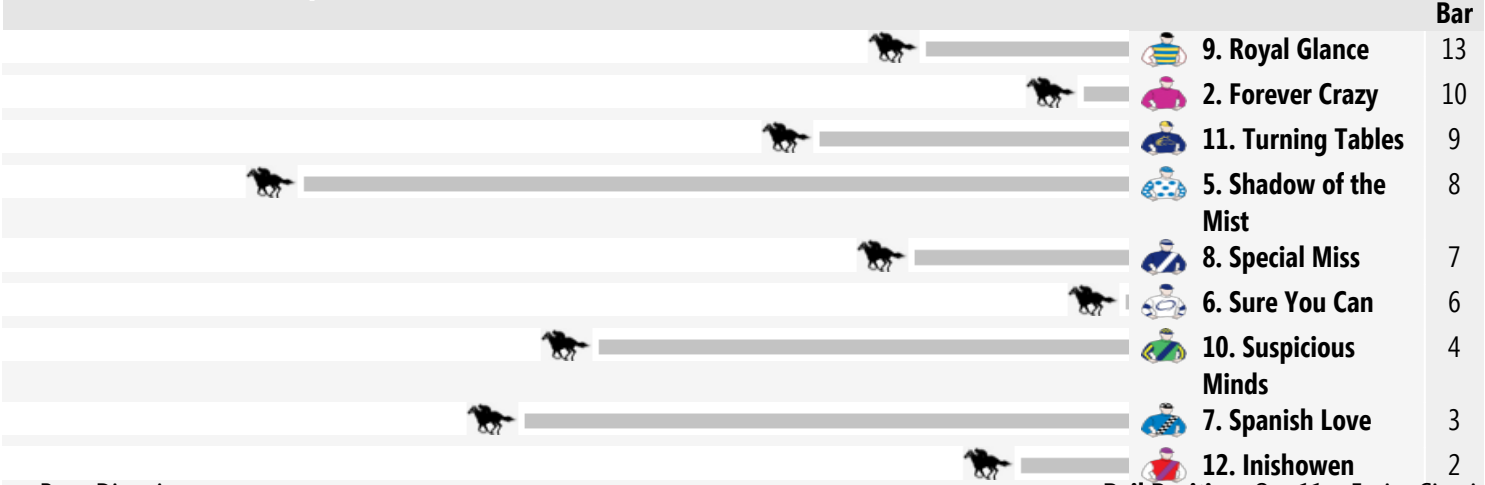 Bar
9. Royal Glance 13
2. Forever Crazy 10
11. Turning Tables 9
5. Shadow of the 8
Mist
8. Special Miss 7
6. Sure You Can 6
10. Suspicious 4
Minds
7. Spanish Love 3
12. Inishowen 2